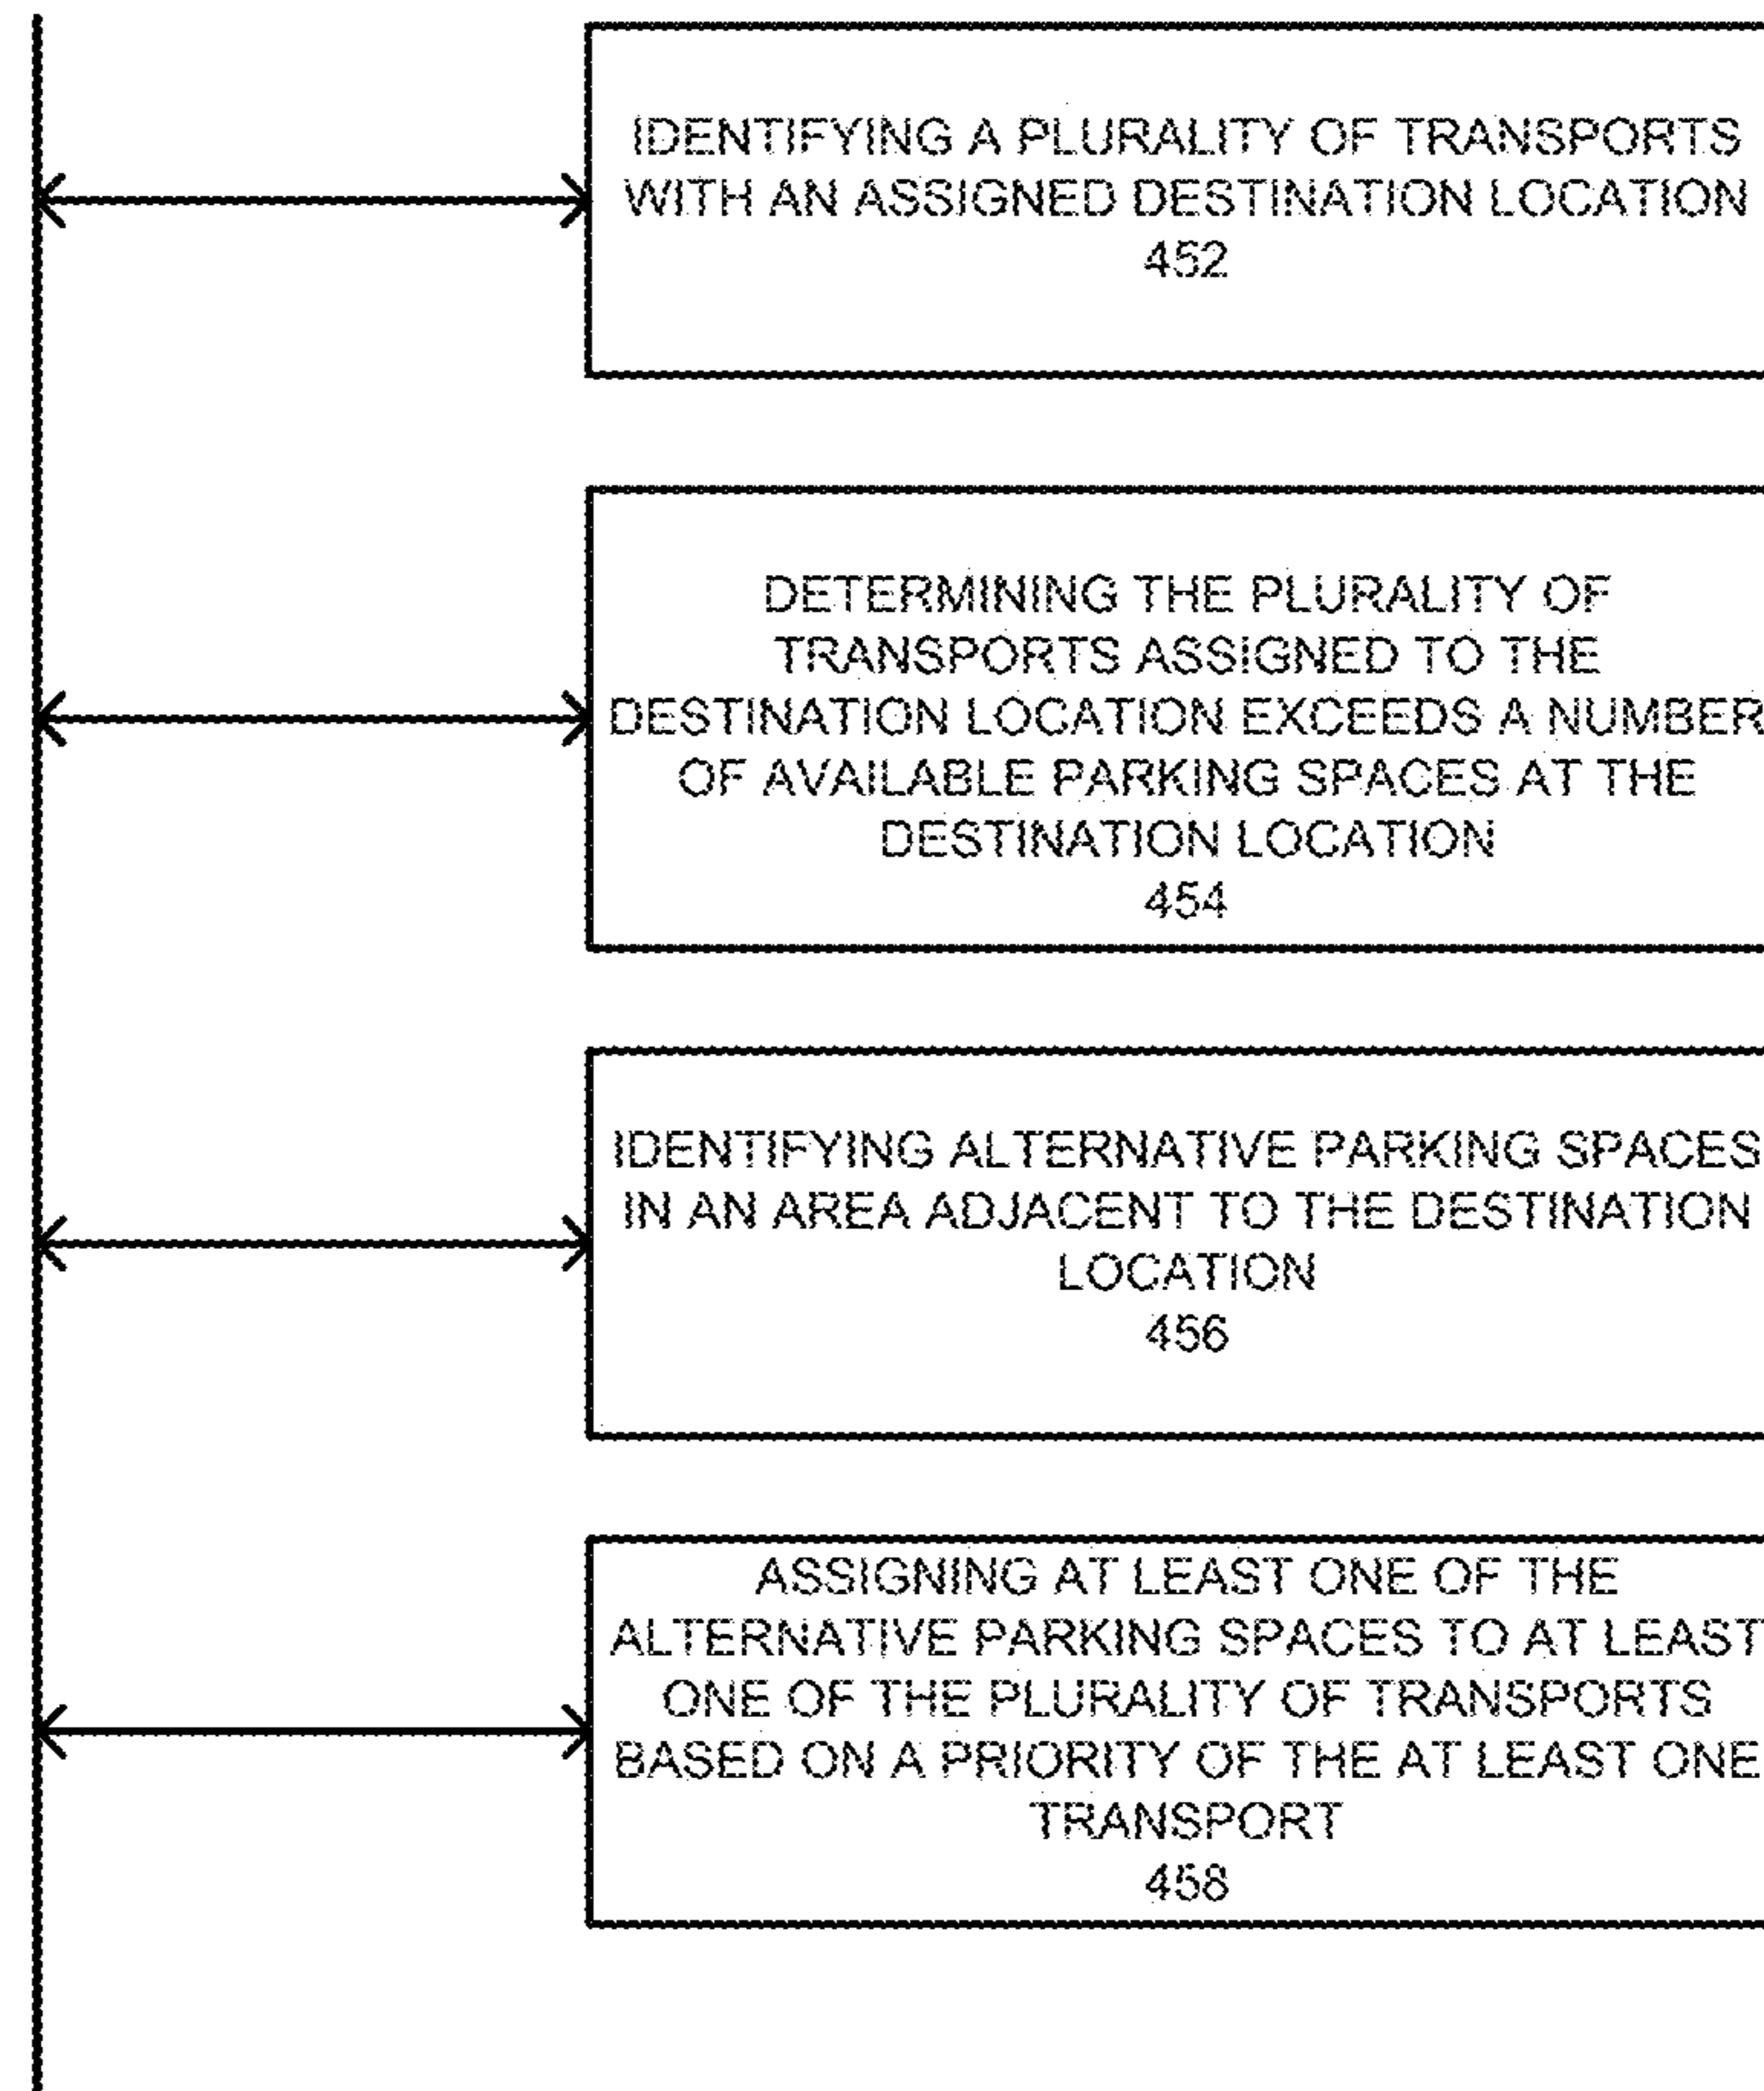 IDENTIFYING A PLURALITY OF TRANSPORTS
WITH AN ASSIGNED DESTINATION LOCATION
452
DETERMINING THE PLURALITY OF
TRANSPORTS ASSIGNED TO THE
DESTINATION LOCATION EXCEEDS A NUMBER
OF AVAILABLE PARKING SPACES AT THE
DESTINATION LOCATION
454
IDENTIFYING ALTERNATIVE PARKING SPACES
IN AN AREA ADJACENT TO THE DESTINATION
LOCATION
456
ASSIGNING AT LEAST ONE OF THE
ALTERNATIVE PARKING SPACES TO AT LEAST
ONE OF THE PLURALITY OF TRANSPORTS
BASED ON A PRIORITY OF THE AT LEAST ONE
TRANSPORT
458